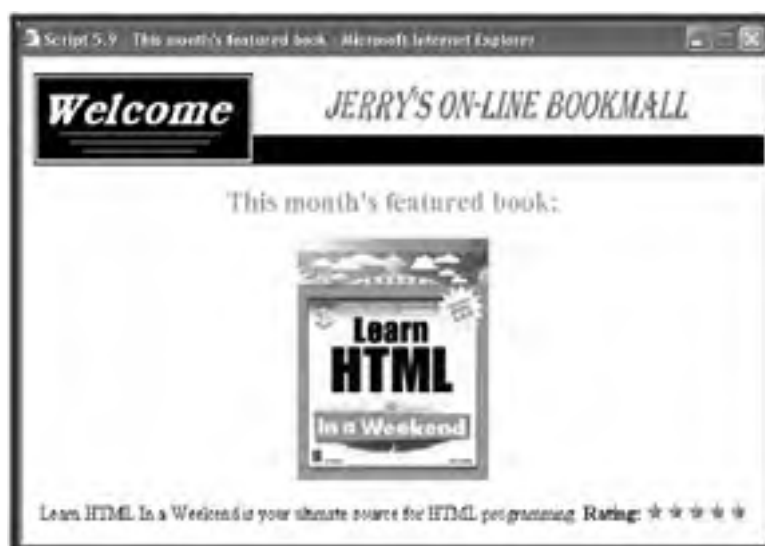 Script 5.9 - This month's featured book - Microsoft Internet Explorer
Welcome
JERRY'S ON-LINE BOOKMALL
This month's featured book:
Learn
HTML
In a Weekend
Learn HTML In a Weekend is your ultimate source for HTML programming. Rating: